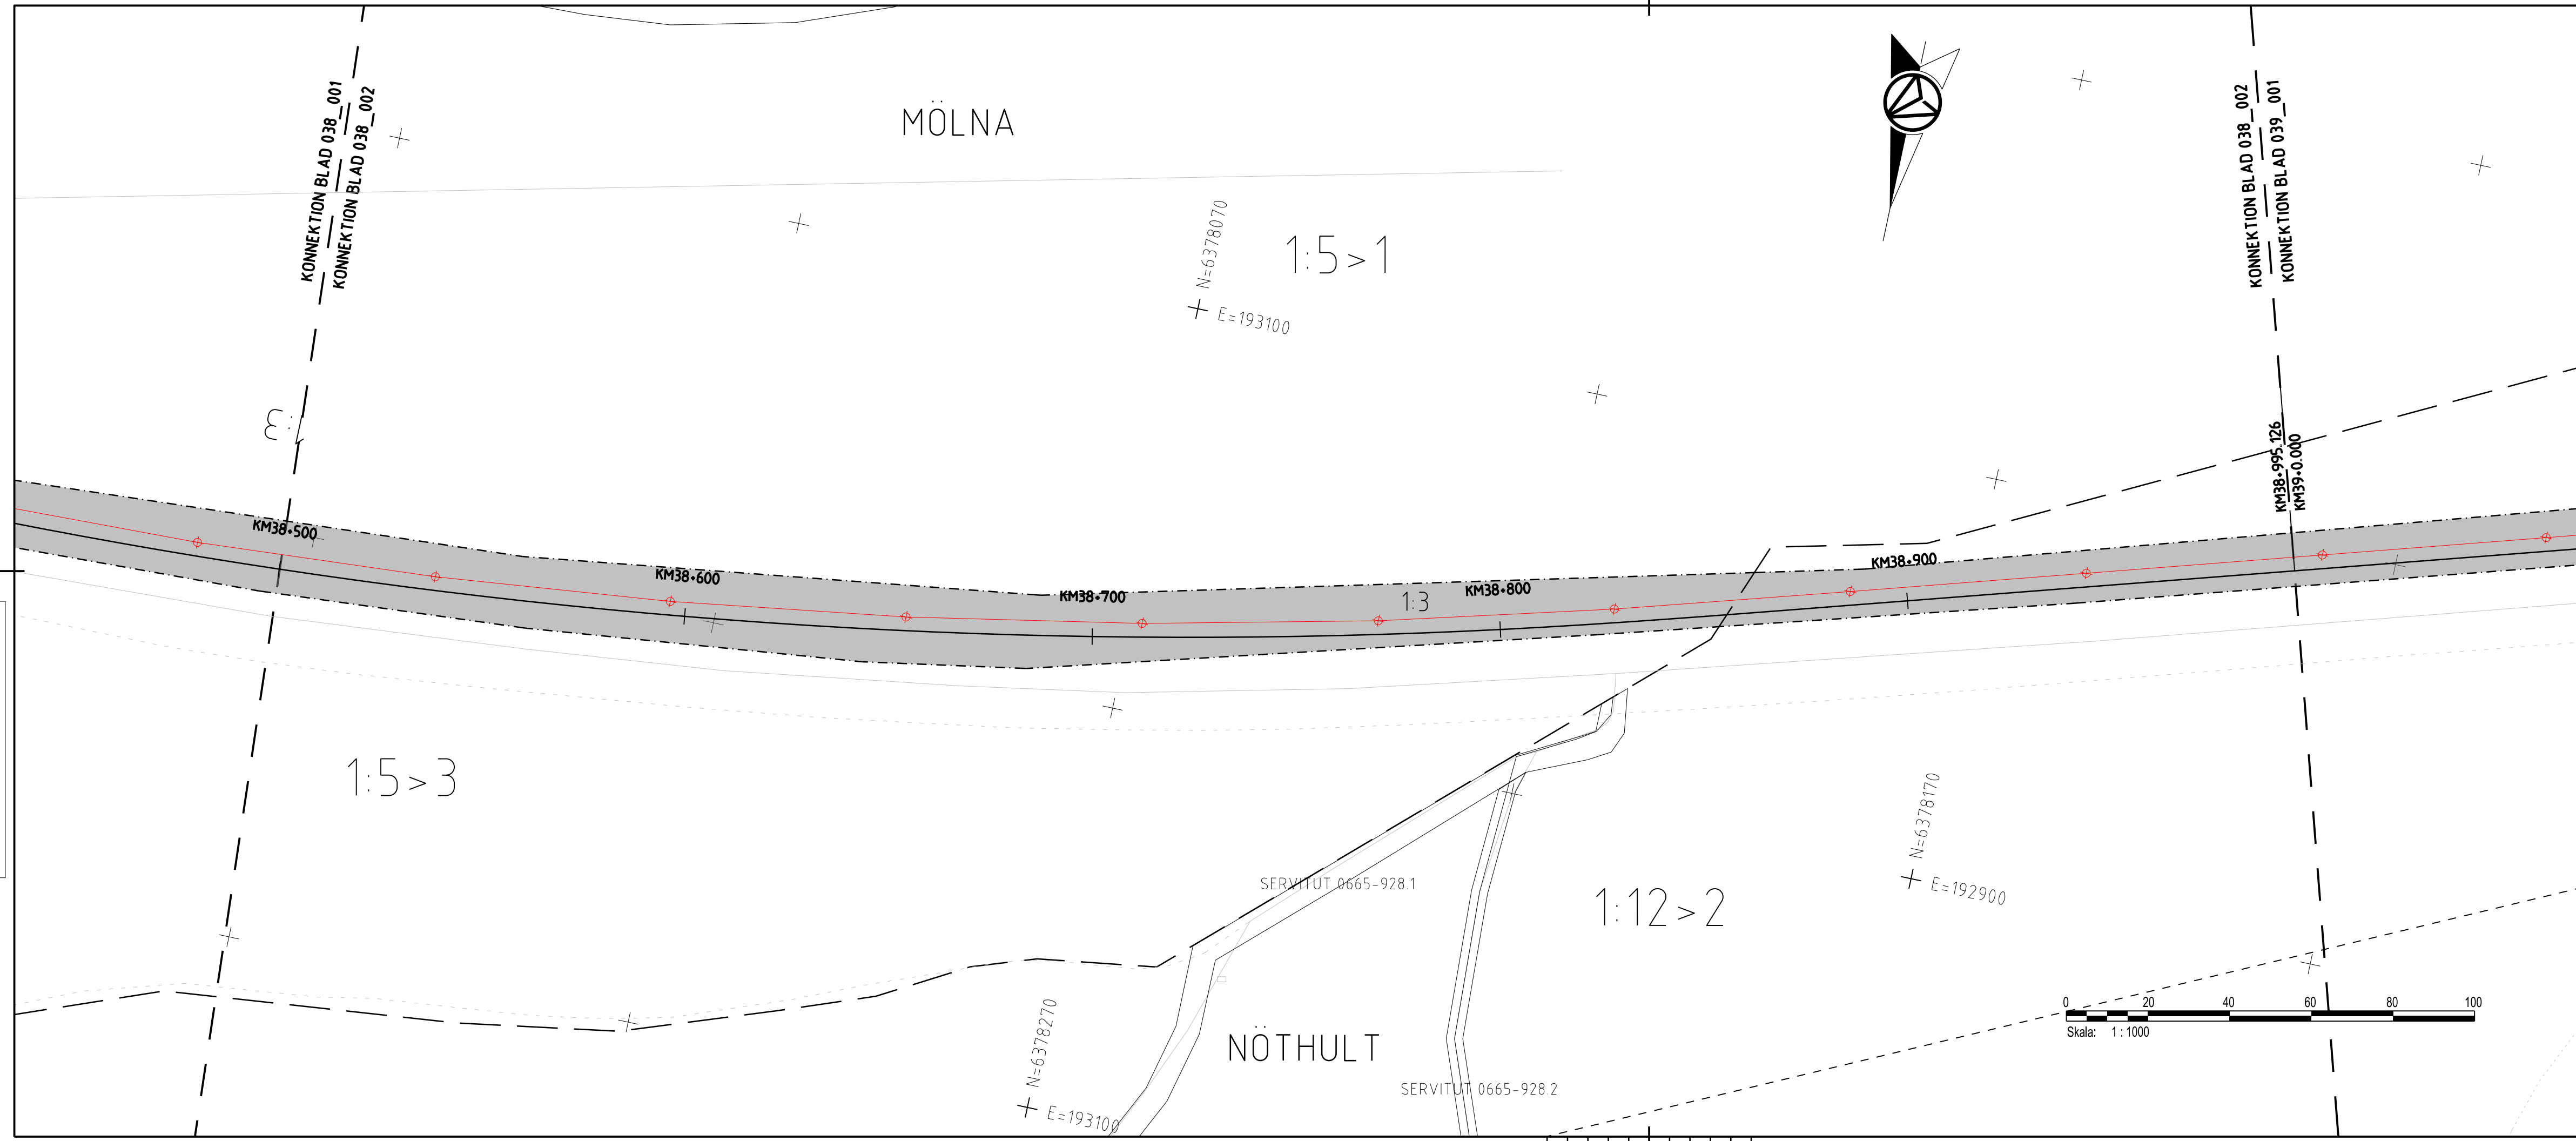 KONNEKTION BLAD 038_001
KONNEKTION BLAD 038_002
MÖLNA
KONNEKTION BLAD 038_002
KONNEKTION BLAD 039_001
N=6378070
E=193100
1:5>1
1:3
KM38+995.126
KM39+0.000
KM38+500
KM38+600
KM38+700
1:3
KM38+800
KM38+900
1:5>3
N=6378170
E=192900
SERVITUT 0665-928.1
1:12>2
N=6378270
E=193100
NÖTHULT
SERVITUT 0665-928.2
0 20 40 60 80 100
Skala: 1:1000